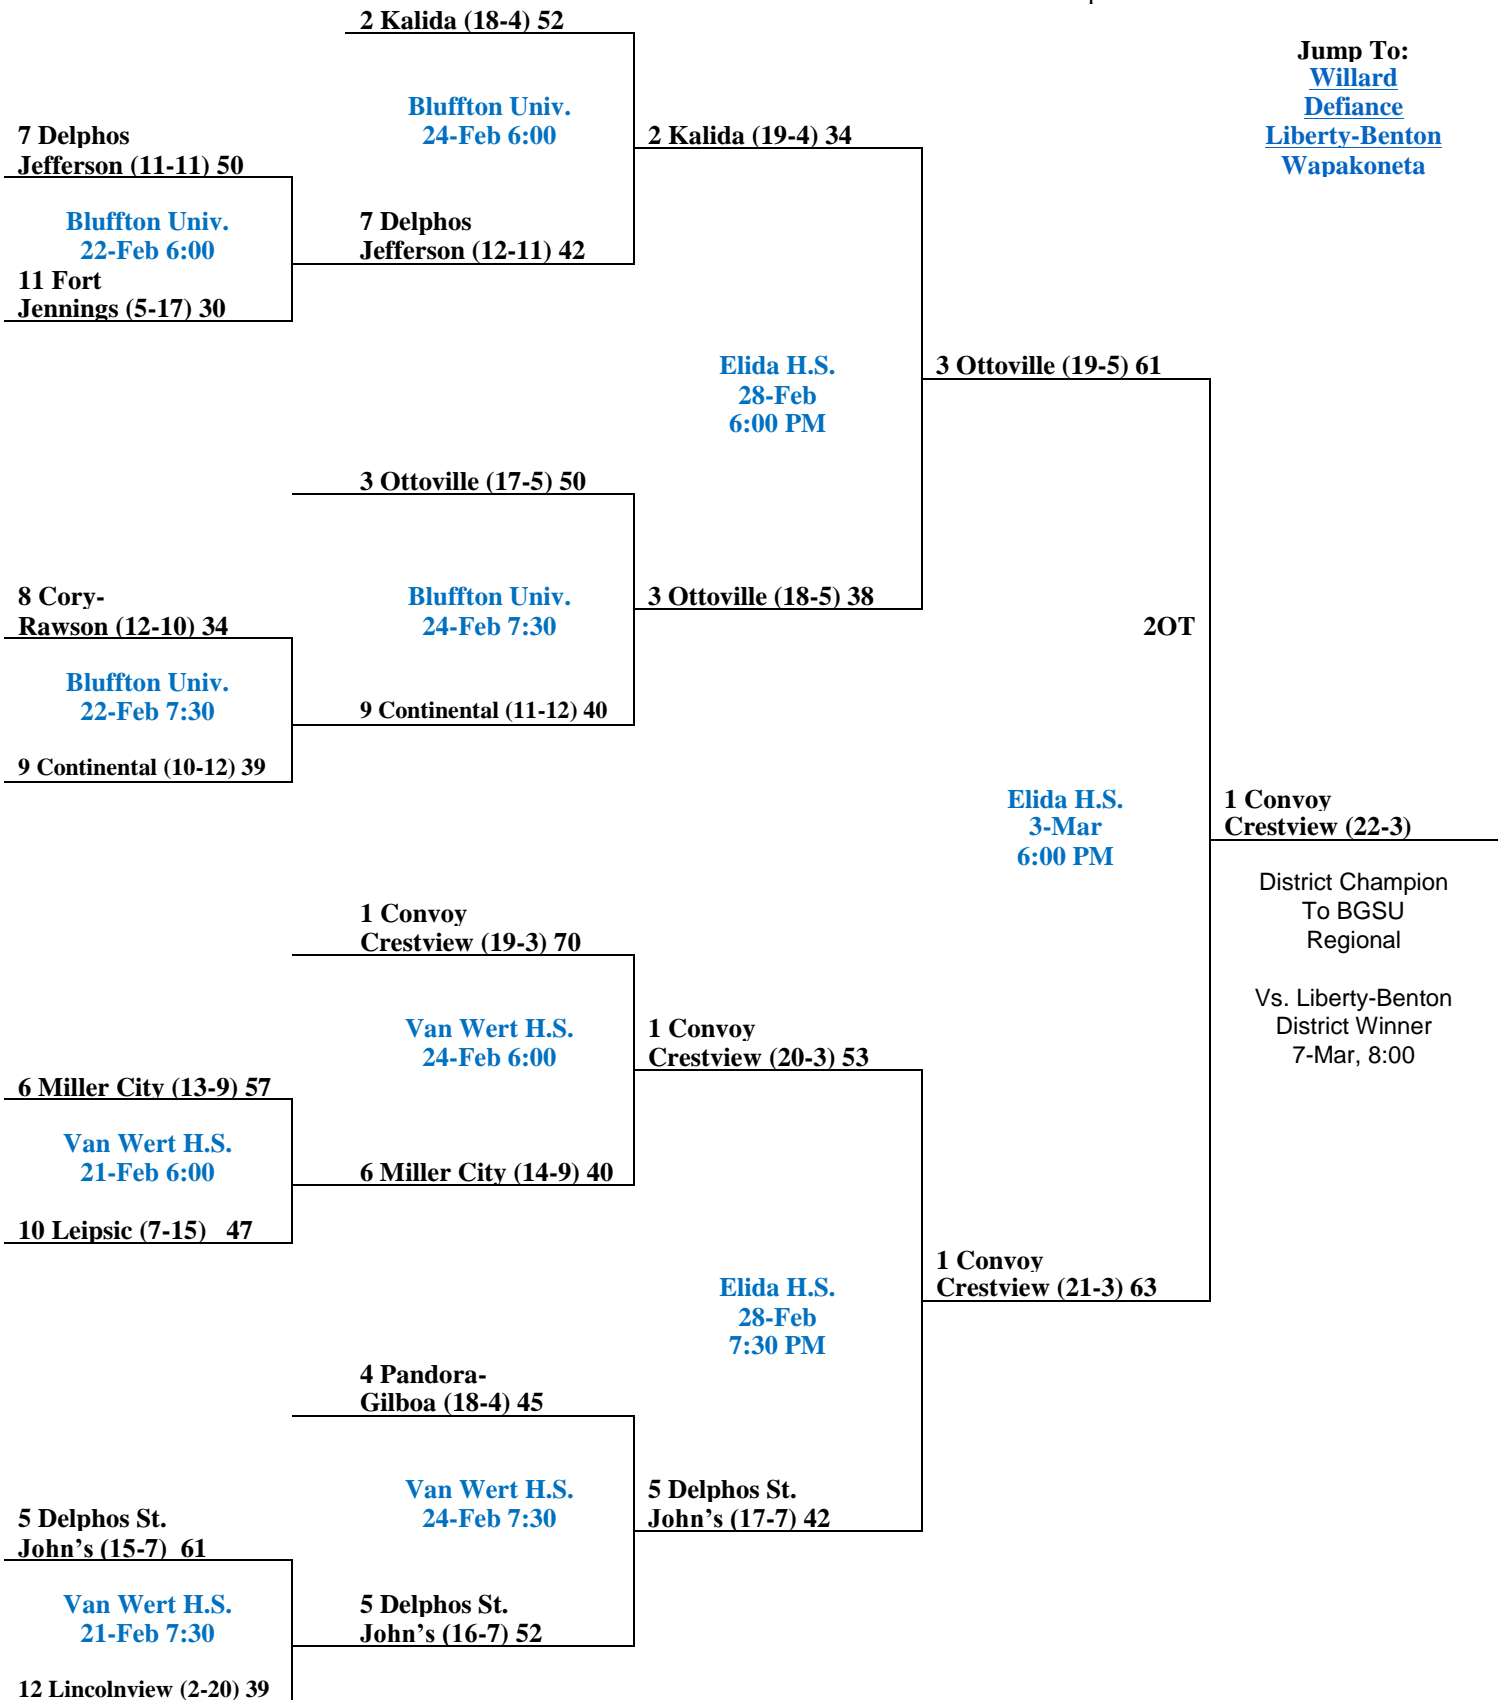 2 Kalida (18-4) 52
Jump To:
Willard
Defiance
Liberty-Benton
Wapakoneta
Bluffton Univ.
24-Feb 6:00
7 Delphos
Jefferson (11-11) 50
2 Kalida (19-4) 34
Bluffton Univ.
22-Feb 6:00
7 Delphos
Jefferson (12-11) 42
11 Fort
Jennings (5-17) 30
Elida H.S.
28-Feb
6:00 PM
3 Ottoville (19-5) 61
3 Ottoville (17-5) 50
8 Cory-
Rawson (12-10) 34
Bluffton Univ.
24-Feb 7:30
3 Ottoville (18-5) 38
2OT
Bluffton Univ.
22-Feb 7:30
9 Continental (11-12) 40
9 Continental (10-12) 39
Elida H.S.
3-Mar
6:00 PM
1 Convoy
Crestview (22-3)
District Champion
To BGSU
Regional
Vs. Liberty-Benton
District Winner
7-Mar, 8:00
1 Convoy
Crestview (19-3) 70
Van Wert H.S.
24-Feb 6:00
1 Convoy
Crestview (20-3) 53
6 Miller City (13-9) 57
Van Wert H.S.
21-Feb 6:00
6 Miller City (14-9) 40
10 Leipsic (7-15) 47
1 Convoy
Crestview (21-3) 63
Elida H.S.
28-Feb
7:30 PM
4 Pandora-
Gilboa (18-4) 45
Van Wert H.S.
24-Feb 7:30
5 Delphos St.
John’s (17-7) 42
5 Delphos St.
John’s (15-7) 61
Van Wert H.S.
21-Feb 7:30
5 Delphos St.
John’s (16-7) 52
12 Lincolnview (2-20) 39